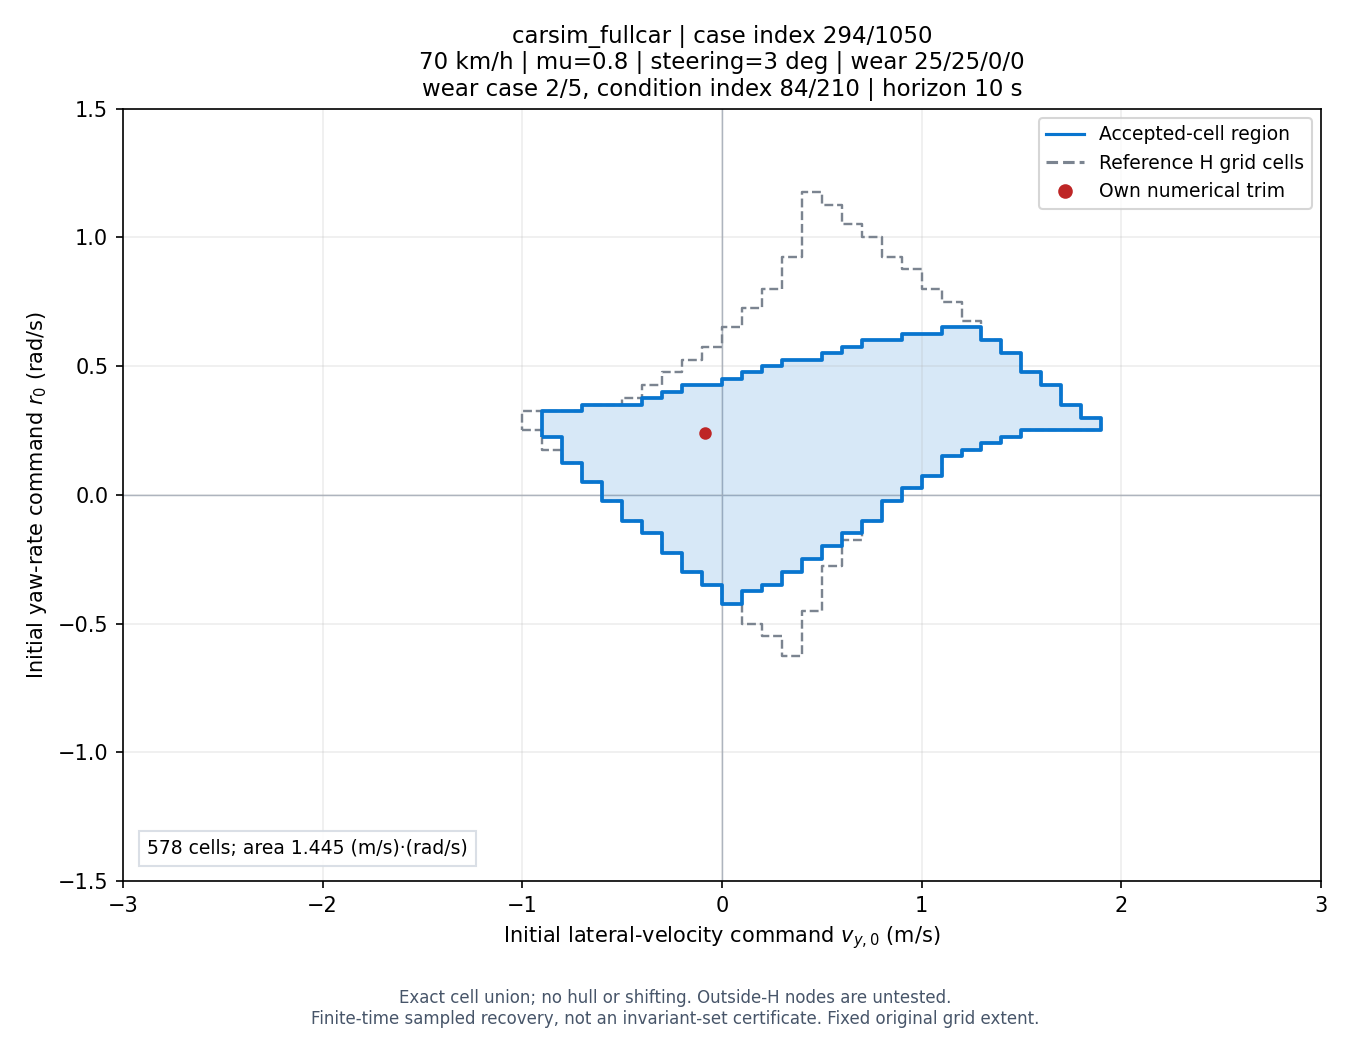 carsim_fullcar | case index 294/1050
70 km/h | mu=0.8 | steering=3 deg | wear 25/25/0/0
wear case 2/5, condition index 84/210 | horizon 10 s
Accepted-cell region
Reference H grid cells
Own numerical trim
1.5
1.0
0.5
0.0
−0.5
−1.0
−1.5
Initial yaw-rate command r₀ (rad/s)
578 cells; area 1.445 (m/s)·(rad/s)
−3
−2
−1
0
1
2
3
Initial lateral-velocity command v_{y,0} (m/s)
Exact cell union; no hull or shifting. Outside-H nodes are untested.
Finite-time sampled recovery, not an invariant-set certificate. Fixed original grid extent.